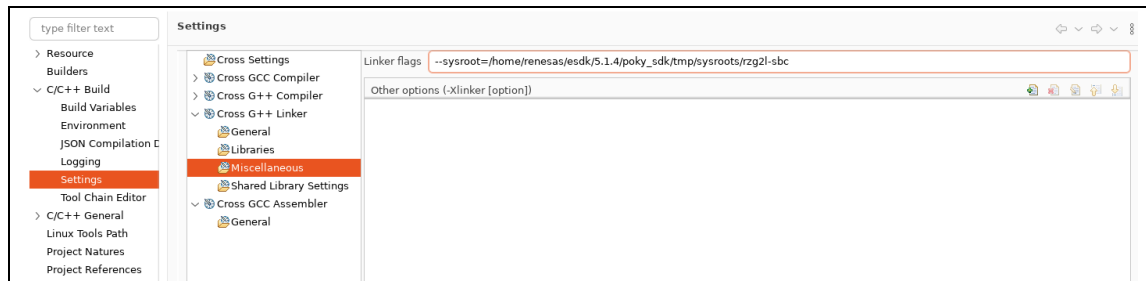 type filter text
Settings
Resource
Builders
C/C++ Build
Build Variables
Environment
JSON Compilation D
Logging
Settings
Tool Chain Editor
C/C++ General
Linux Tools Path
Project Natures
Project References
Cross Settings
Cross GCC Compiler
Cross G++ Compiler
Cross G++ Linker
General
Libraries
Miscellaneous
Shared Library Settings
Cross GCC Assembler
General
Linker flags --sysroot=/home/renesas/esdk/5.1.4/poky_sdk/tmp/sysroots/rzg2l-sbc
Other options (-Xlinker [option])